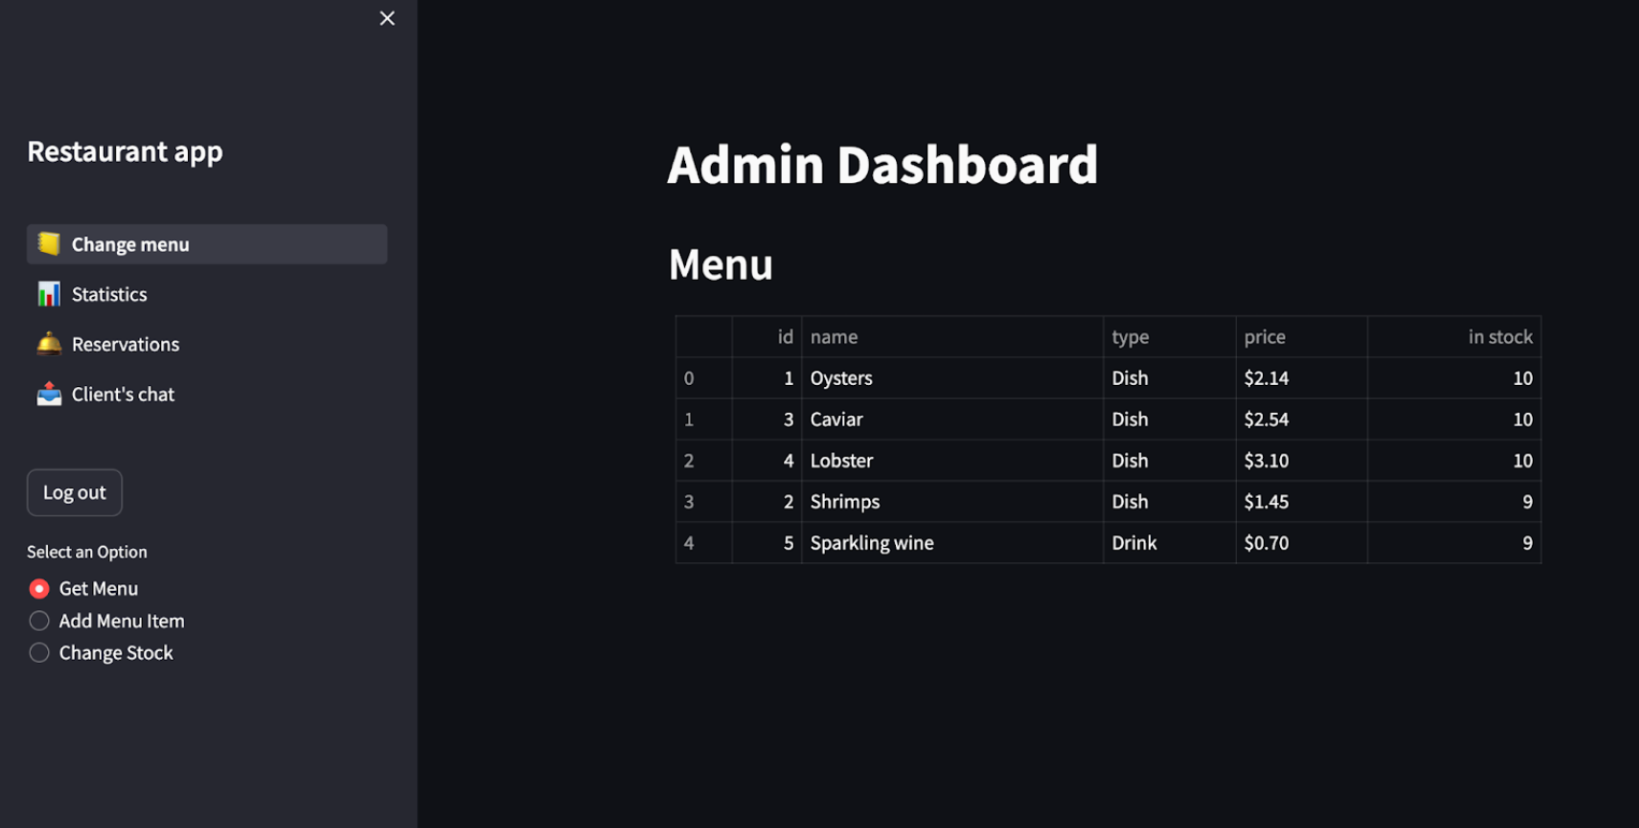 Restaurant app
Change menu
Statistics
Reservations
Client's chat
Log out
Select an Option
Get Menu
Add Menu Item
Change Stock
Admin Dashboard
Menu
id name type price in stock
0 1 Oysters Dish $2.14 10
1 3 Caviar Dish $2.54 10
2 4 Lobster Dish $3.10 10
3 2 Shrimps Dish $1.45 9
4 5 Sparkling wine Drink $0.70 9